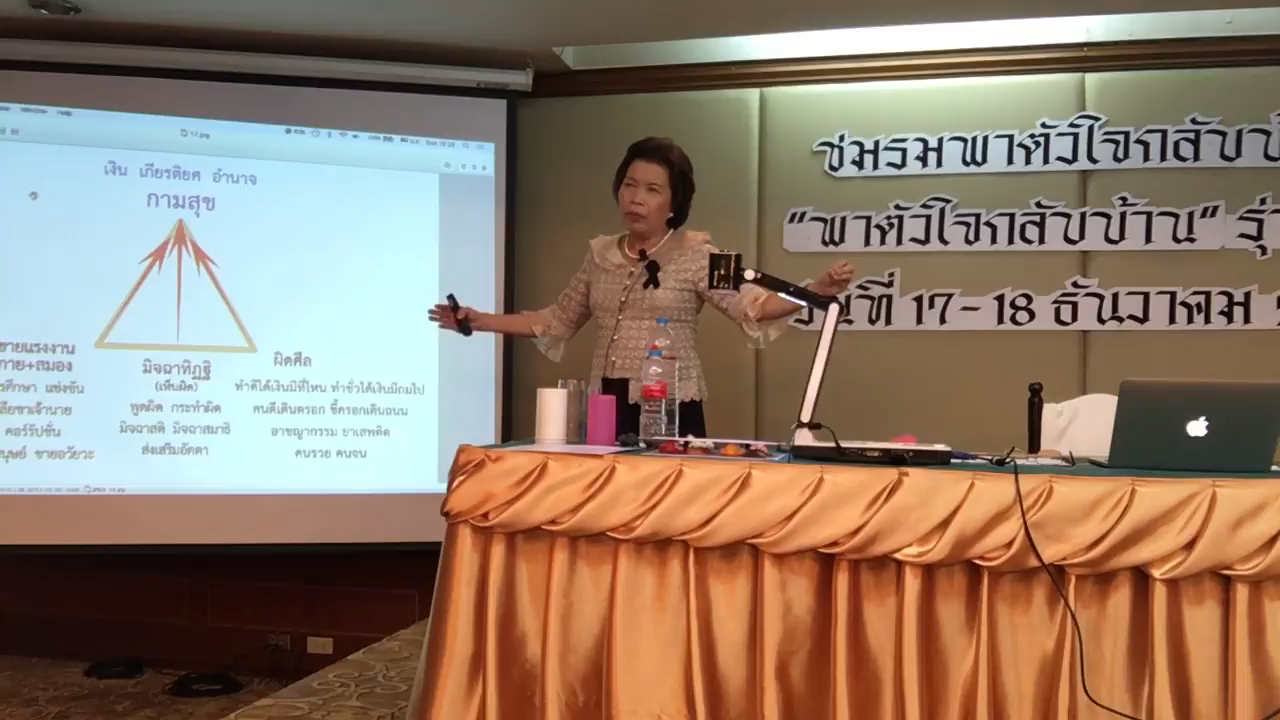 เงิน เกียรติยศ อำนาจ
กามสุข
ขายแรงงาน
กาย+สมอง
มิจฉาทิฏฐิ
ผิดศีล
รศึกษา แข่งขัน
(เห็นผิด)
ทำดีได้เงินมีที่ไหน ทำชั่วได้เงินมีถมไป
ลียขาเจ้านาย
พูดผิด กระทำผิด
คนดีเดินตรอก ขี้ครอกเดินถนน
คอร์รัปชั่น
มิจฉาสติ มิจฉาสมาธิ
อาชญากรรม ยาเสพติด
นุษย์ ขายอวัยวะ
ส่งเสริมอัตตา
คนรวย คนจน
ชมรมพาตัวใจกลับบ้
“พาตัวใจกลับบ้าน” รุ่
วันที่ 17-18 ธันวาคม